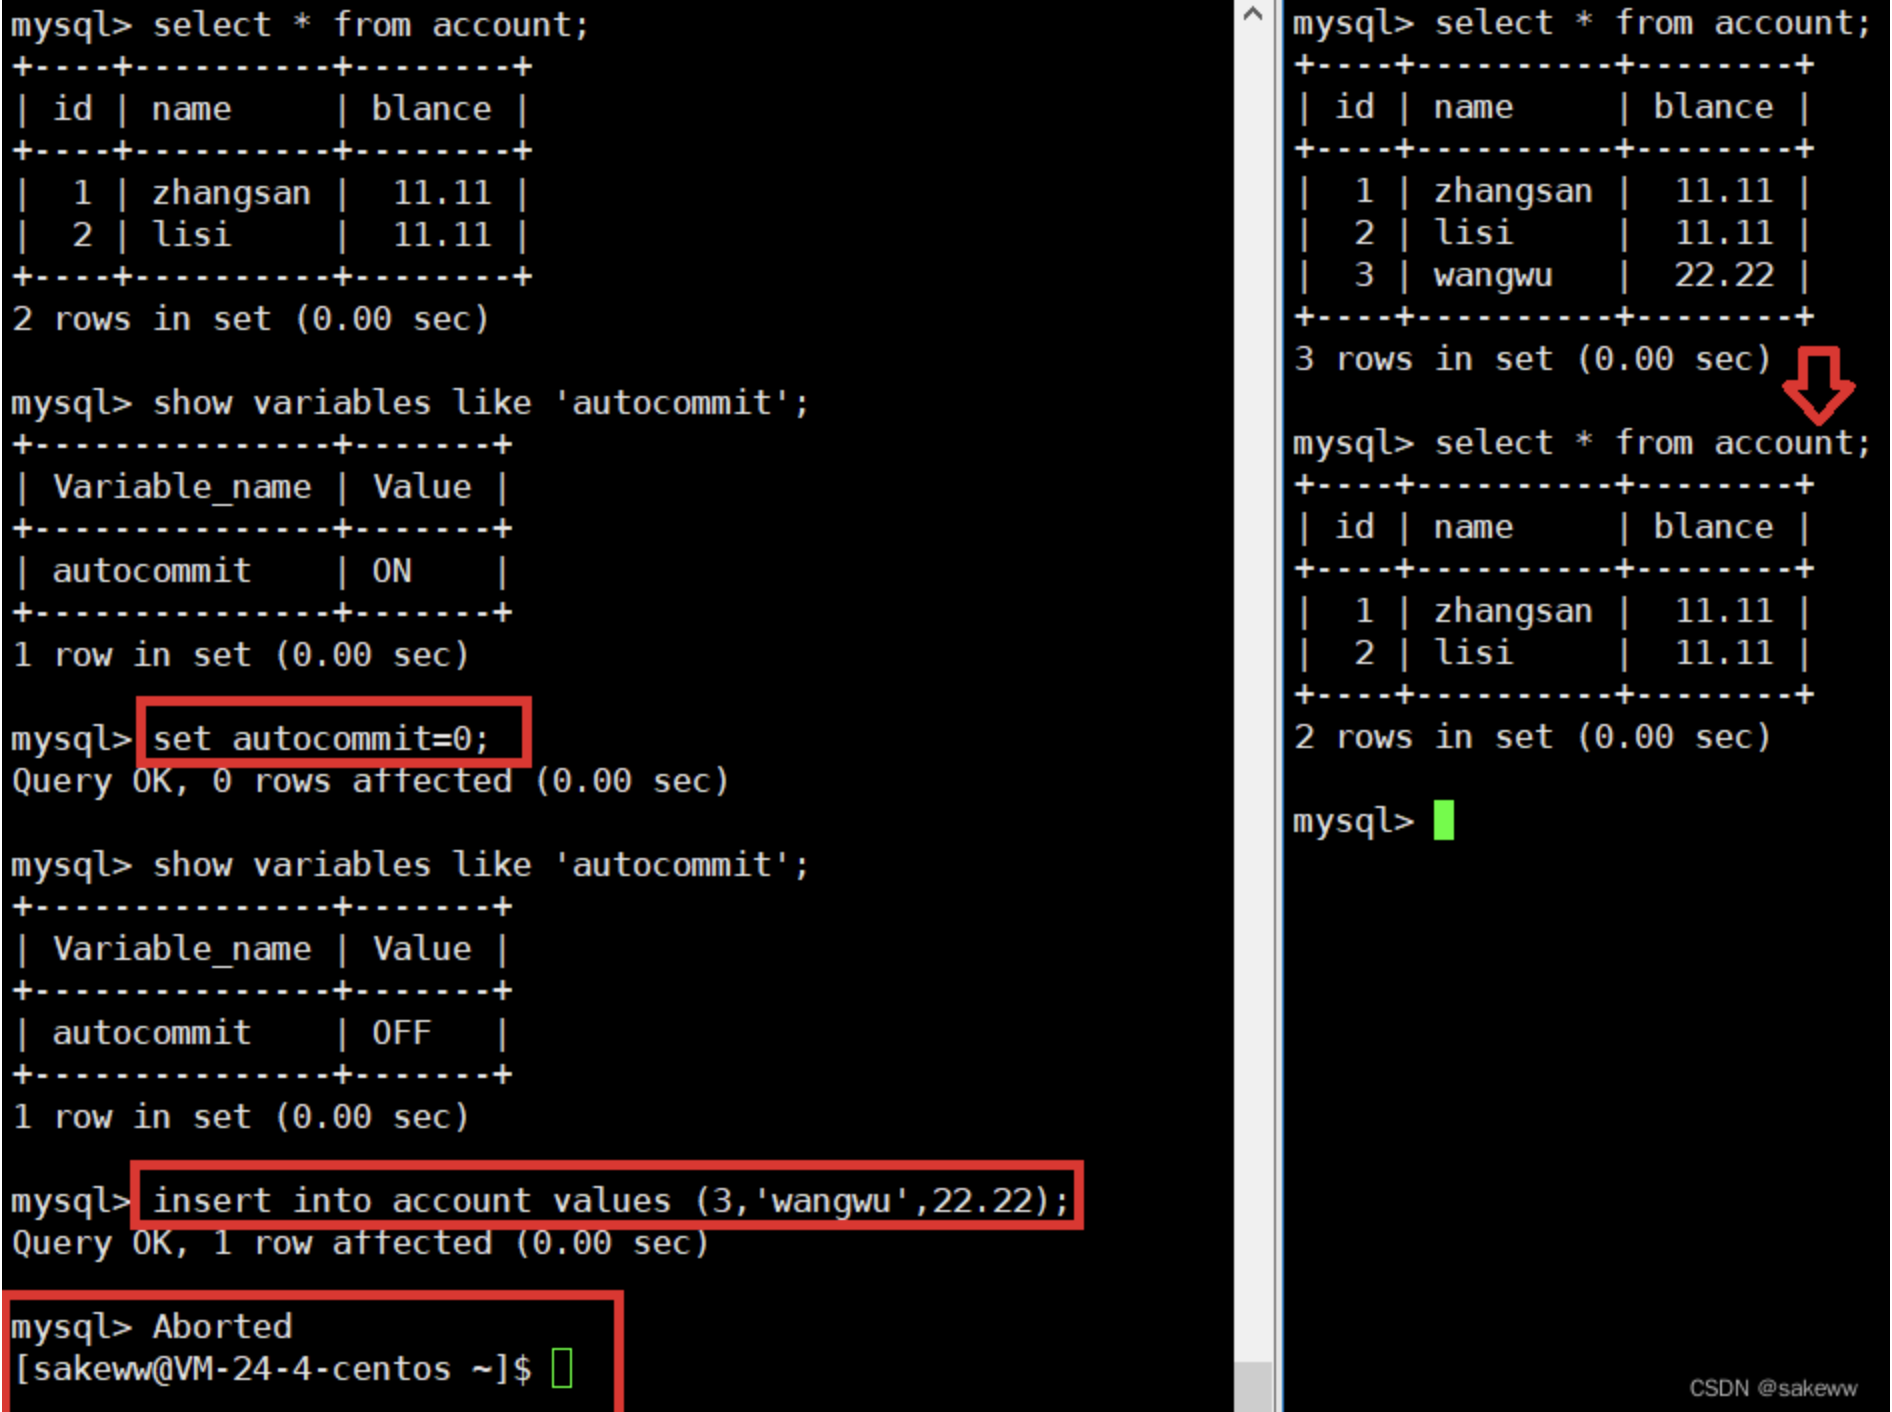 mysql> select * from account;
+----+----------+--------+
| id | name     | blance |
+----+----------+--------+
|  1 | zhangsan |  11.11 |
|  2 | lisi     |  11.11 |
+----+----------+--------+
2 rows in set (0.00 sec)
mysql> show variables like 'autocommit';
+---------------+-------+
| Variable_name | Value |
+---------------+-------+
| autocommit    | ON    |
+---------------+-------+
1 row in set (0.00 sec)
mysql> set autocommit=0;
Query OK, 0 rows affected (0.00 sec)
mysql> show variables like 'autocommit';
+---------------+-------+
| Variable_name | Value |
+---------------+-------+
| autocommit    | OFF   |
+---------------+-------+
1 row in set (0.00 sec)
mysql> insert into account values (3,'wangwu',22.22);
Query OK, 1 row affected (0.00 sec)
mysql> Aborted
[sakeww@VM-24-4-centos ~]$
mysql> select * from account;
+----+----------+--------+
| id | name     | blance |
+----+----------+--------+
|  1 | zhangsan |  11.11 |
|  2 | lisi     |  11.11 |
|  3 | wangwu   |  22.22 |
+----+----------+--------+
3 rows in set (0.00 sec)
mysql> select * from account;
+----+----------+--------+
| id | name     | blance |
+----+----------+--------+
|  1 | zhangsan |  11.11 |
|  2 | lisi     |  11.11 |
+----+----------+--------+
2 rows in set (0.00 sec)
mysql>
CSDN @sakeww